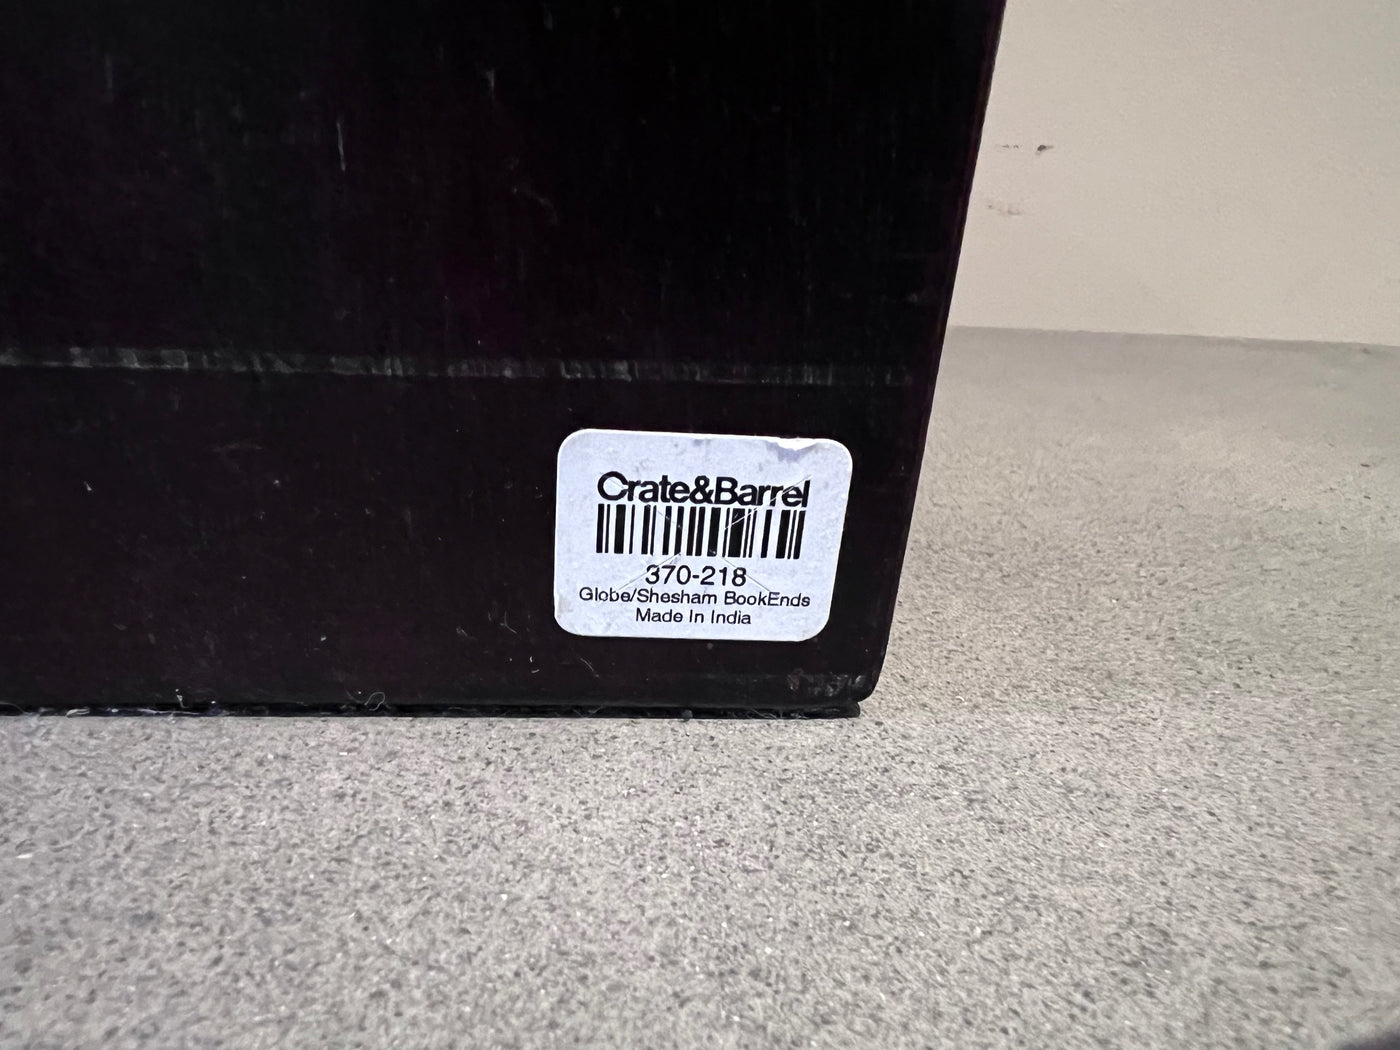 Crate&Barrel
370-218
Globe/Shesham BookEnds
Made In India